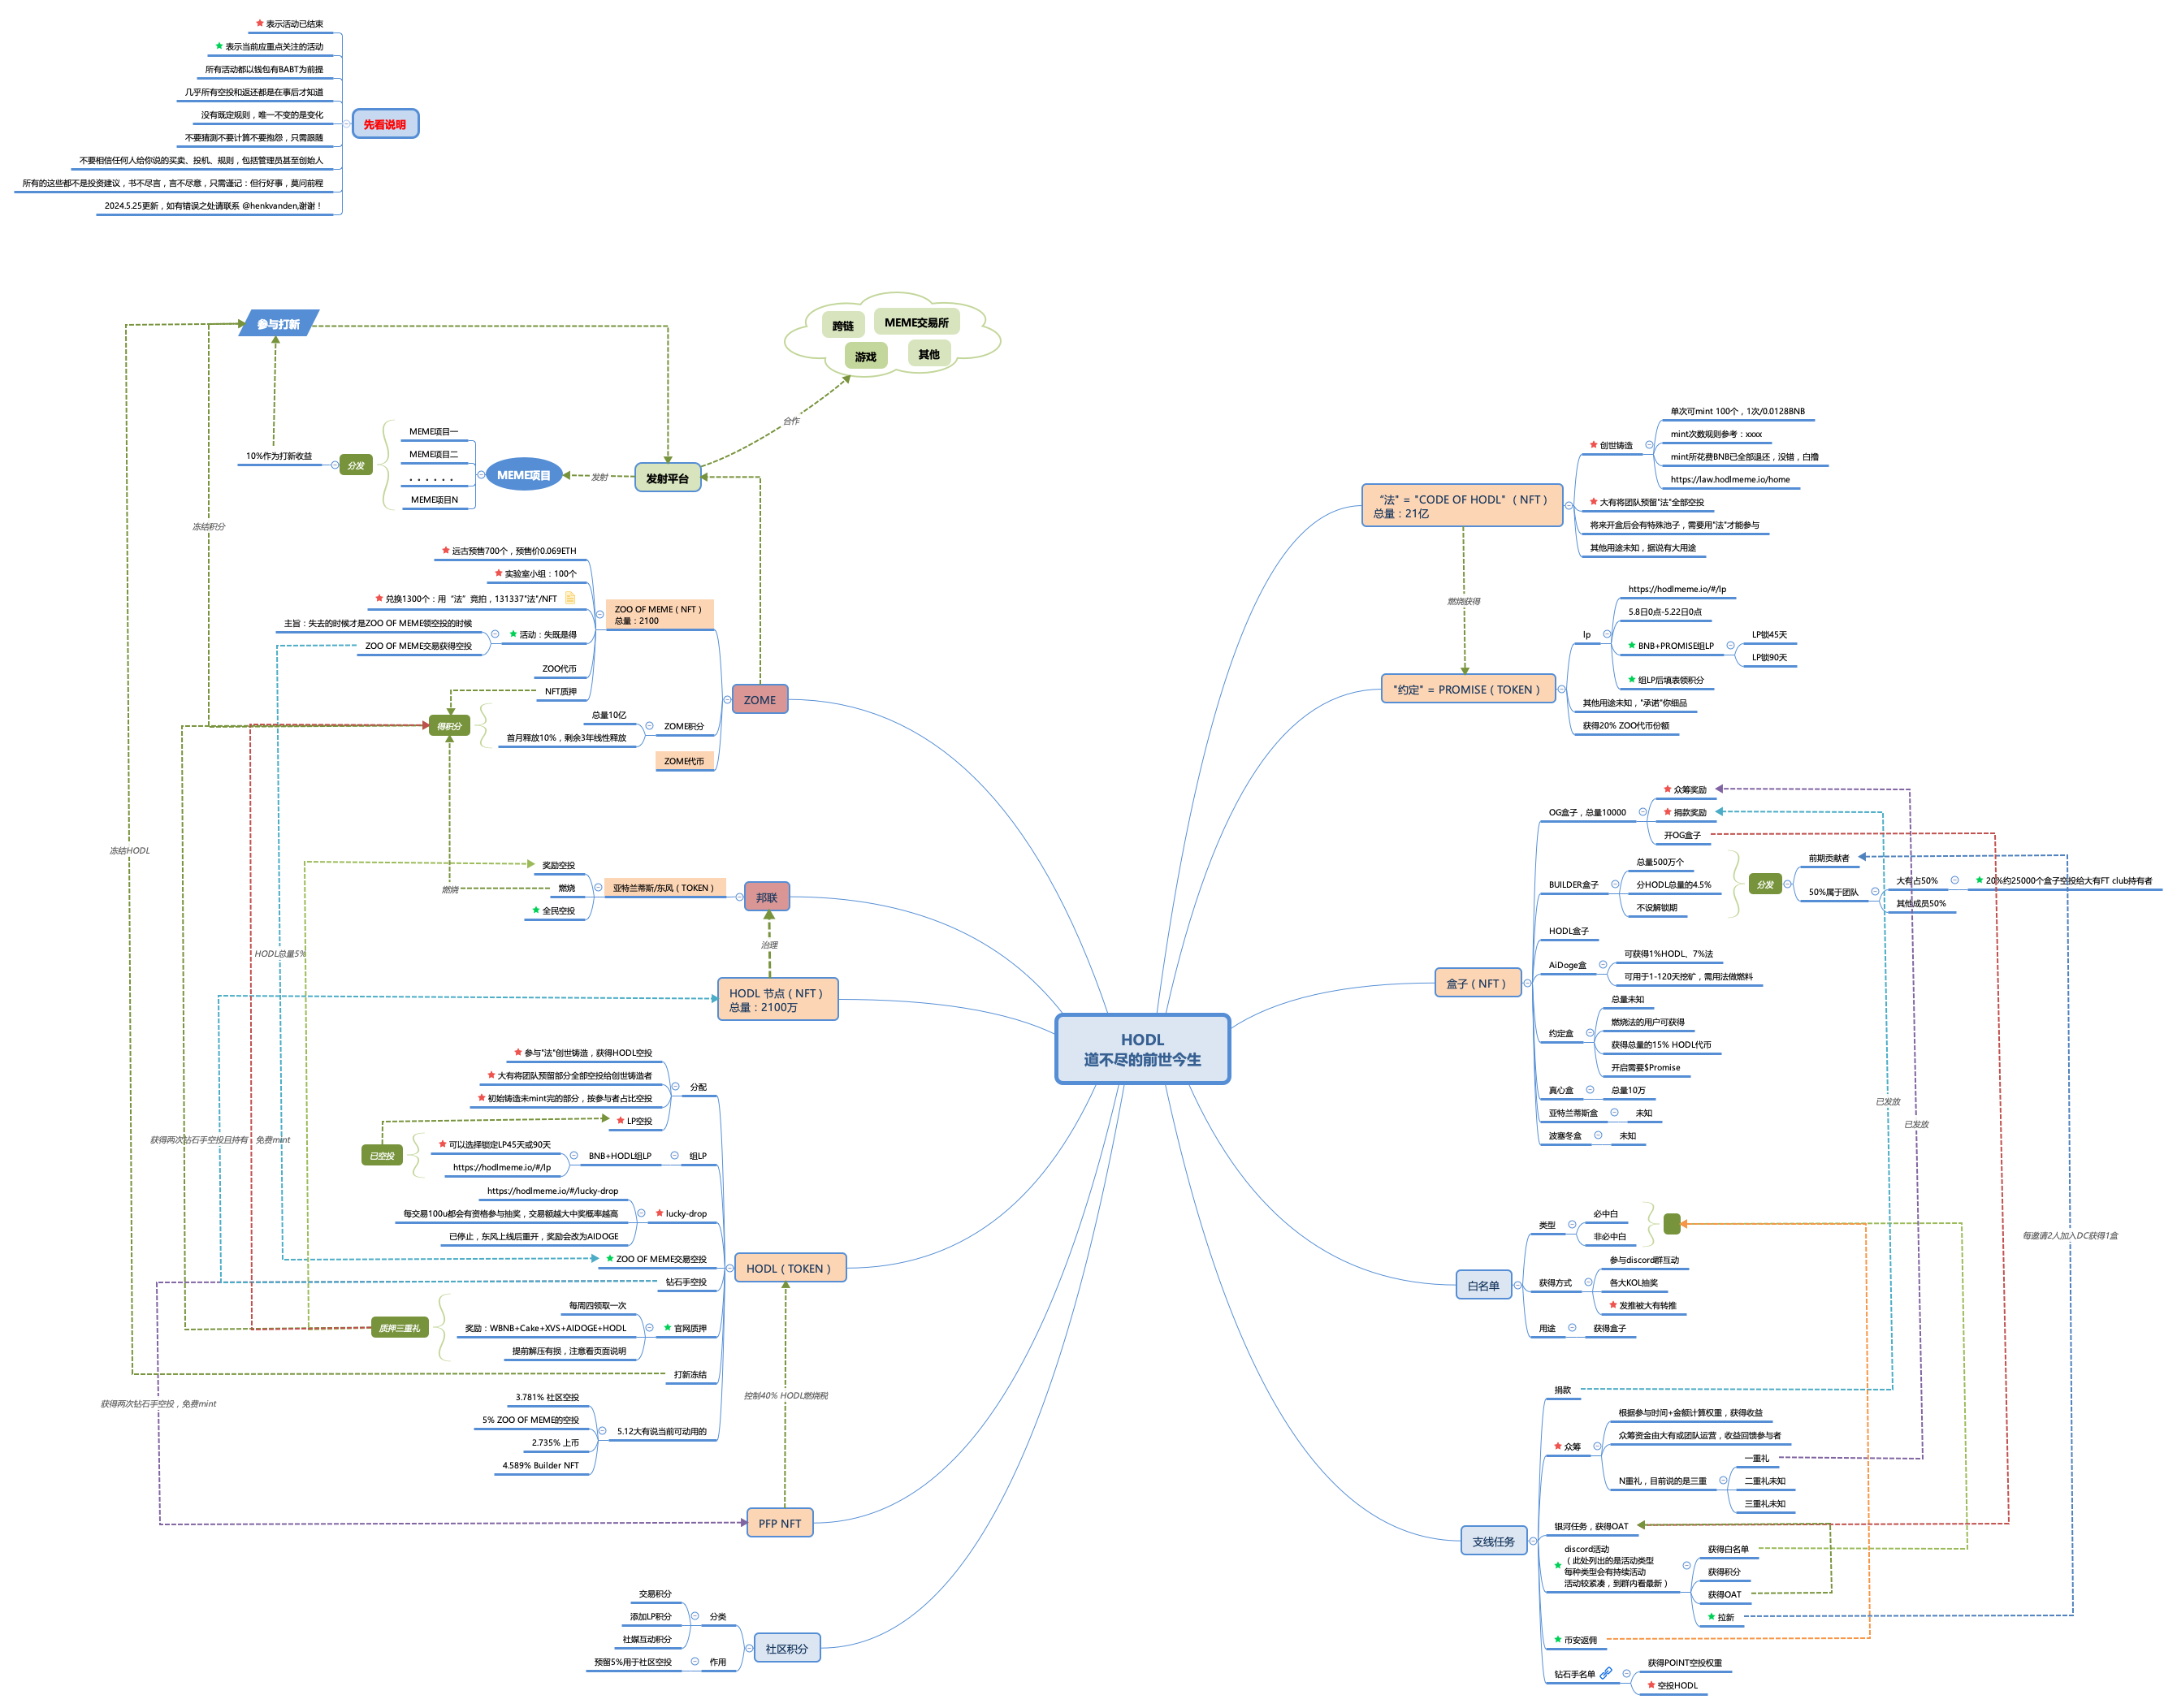 表示活动已结束
表示当前应重点关注的活动
所有活动都以钱包有BABT为前提
几乎所有空投和返还都是在事后才知道
没有既定规则，唯一不变的是变化
先看说明
不要猜测不要计算不要抱怨，只需跟随
不要相信任何人给你说的买卖、投机、规则，包括管理员甚至创始人
所有的这些都不是投资建议，书不尽言，言不尽意，只需谨记：但行好事，莫问前程
2024.5.25更新，如有错误之处请联系 @henkvanden,谢谢！
参与打新
跨链
MEME交易所
游戏
其他
合作
MEME项目一
MEME项目二
。。。。。。
MEME项目N
10%作为打新收益
分发
MEME项目
发射
发射平台
冻结积分
远古预售700个，预售价0.069ETH
实验室小组：100个
兑换1300个：用“法”竞拍，131337"法"/NFT
ZOO OF MEME（NFT）
总量：2100
主旨：失去的时候才是ZOO OF MEME领空投的时候
活动：失既是得
ZOO OF MEME交易获得空投
ZOO代币
NFT质押
ZOME
得积分
总量10亿
ZOME积分
首月释放10%，剩余3年线性释放
ZOME代币
冻结HODL
奖励空投
燃烧
燃烧
亚特兰蒂斯/东风（TOKEN）
邦联
全民空投
治理
HODL总量5%
HODL 节点（NFT）
总量：2100万
HODL
道不尽的前世今生
参与"法"创世铸造，获得HODL空投
大有将团队预留部分全部空投给创世铸造者
分配
初始铸造未mint完的部分，按参与者占比空投
LP空投
获得两次钻石手空投且持有，免费mint
已空投
可以选择锁定LP45天或90天
BNB+HODL组LP
组LP
https://hodlmeme.io/#/lp
https://hodlmeme.io/#/lucky-drop
每交易100u都会有资格参与抽奖，交易额越大中奖概率越高
lucky-drop
已停止，东风上线后重开，奖励会改为AIDOGE
ZOO OF MEME交易空投
HODL（TOKEN）
钻石手空投
质押三重礼
每周四领取一次
奖励：WBNB+Cake+XVS+AIDOGE+HODL
官网质押
提前解压有损，注意看页面说明
打新冻结
控制40% HODL燃烧税
获得两次钻石手空投，免费mint
3.781% 社区空投
5% ZOO OF MEME的空投
5.12大有说当前可动用的
2.735% 上币
4.589% Builder NFT
PFP NFT
交易积分
添加LP积分
分类
社媒互动积分
社区积分
预留5%用于社区空投
作用
“法" = "CODE OF HODL" （NFT）
总量：21亿
单次可mint 100个，1次/0.0128BNB
创世铸造
mint次数规则参考：xxxx
mint所花费BNB已全部退还，没错，白撸
https://law.hodlmeme.io/home
大有将团队预留"法"全部空投
将来开盒后会有特殊池子，需要用"法"才能参与
其他用途未知，据说有大用途
燃烧获得
"约定" = PROMISE（TOKEN）
https://hodlmeme.io/#/lp
5.8日0点-5.22日0点
lp
BNB+PROMISE组LP
LP锁45天
LP锁90天
组LP后填表领积分
其他用途未知，"承诺"你细品
获得20% ZOO代币份额
盒子（NFT）
众筹奖励
OG盒子，总量10000
捐款奖励
开OG盒子
总量500万个
BUILDER盒子
分HODL总量的4.5%
不设解锁期
分发
前期贡献者
50%属于团队
大有占50%
20%约25000个盒子空投给大有FT club持有者
其他成员50%
HODL盒子
AiDoge盒
可获得1%HODL、7%法
可用于1-120天挖矿，需用法做燃料
约定盒
总量未知
燃烧法的用户可获得
获得总量的15% HODL代币
开启需要$Promise
真心盒
总量10万
亚特兰蒂斯盒
未知
波塞冬盒
未知
已发放
已发放
每邀请2人加入DC获得1盒
白名单
类型
必中白
非必中白
获得方式
参与discord群互动
各大KOL抽奖
发推被大有转推
用途
获得盒子
支线任务
捐款
众筹
根据参与时间+金额计算权重，获得收益
众筹资金由大有或团队运营，收益回馈参与者
N重礼，目前说的是三重
一重礼
二重礼未知
三重礼未知
银河任务，获得OAT
discord活动
（此处列出的是活动类型
每种类型会有持续活动
活动较紧凑，到群内看最新）
获得白名单
获得积分
获得OAT
拉新
币安返佣
钻石手名单
获得POINT空投权重
空投HODL